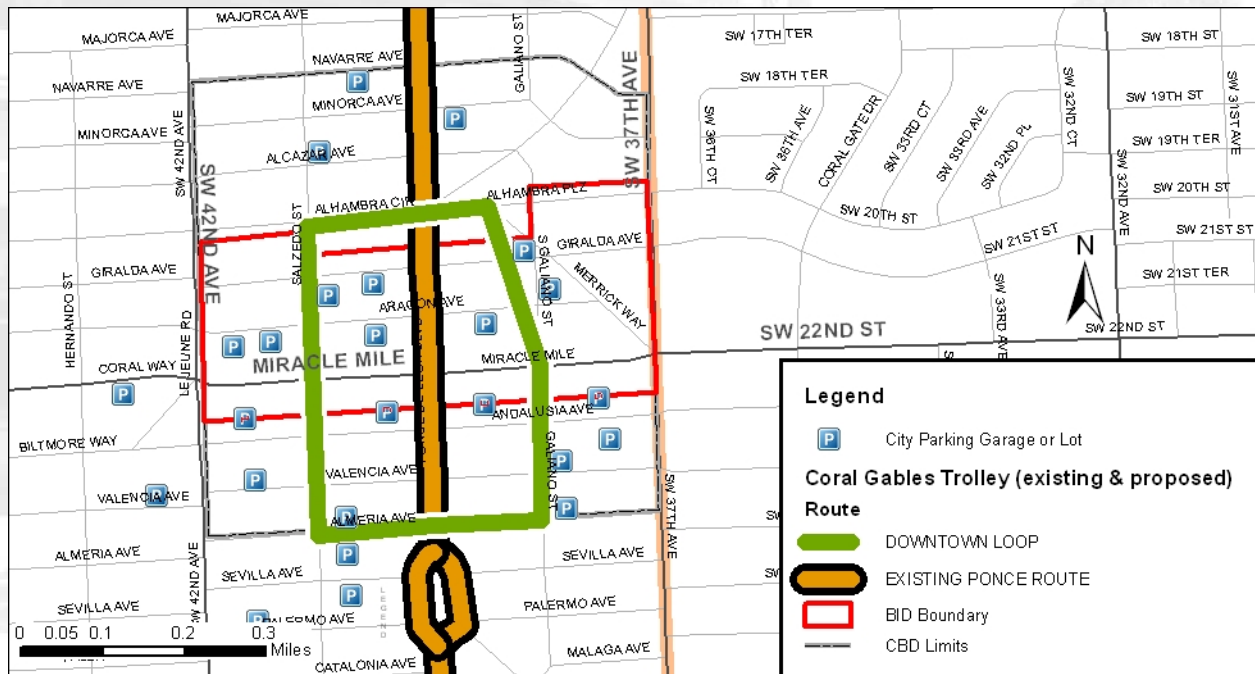 MAJORCA AVE
MAJORCA AVE
NAVARRE AVE
NAVARRE AVE
MINORCA AVE
MINORCA AVE
ALCAZAR AVE
GALIANO ST
SW 37TH AVE
SW 42ND AVE
SW 42ND AVE
SW 17TH TER
SW 18TH TER
SW 18TH ST
SW 19TH ST
SW 19TH TER
SW 20TH ST
SW 31ST AVE
SW 32ND CT
SW 32ND AVE
SW 36TH CT
SW 36TH AVE
CORAL GATE DR
SW 33RD CT
SW 33RD AVE
SW 32ND PL
SW 20TH ST
SW 21ST ST
SW 21ST ST
SW 21ST TER
SW 22ND ST
SW 22ND ST
SW 33RD AVE
N
ALHAMBRA CIR
ALHAMBRA PLZ
SALZEDO ST
GIRALDA AVE
GIRALDA AVE
S GALIANO ST
MERRICK WAY
ARAGON AVE
HERNANDO ST
LE JEUNE RD
CORAL WAY
MIRACLE MILE
MIRACLE MILE
ANDALUSIA AVE
BILTMORE WAY
VALENCIA AVE
VALENCIA AVE
GALIANO ST
ALMERIA AVE
ALMERIA AVE
SW 37TH AVE
SW 42ND AVE
SEVILLA AVE
SEVILLA AVE
SEVILLA AVE
PALERMO AVE
PALERMO AVE
CATALONIA AVE
MALAGA AVE
LEGEND
0 0.05 0.1 0.2 0.3
Miles
Legend
P City Parking Garage or Lot
Coral Gables Trolley (existing & proposed)
Route
DOWNTOWN LOOP
EXISTING PONCE ROUTE
BID Boundary
CBD Limits